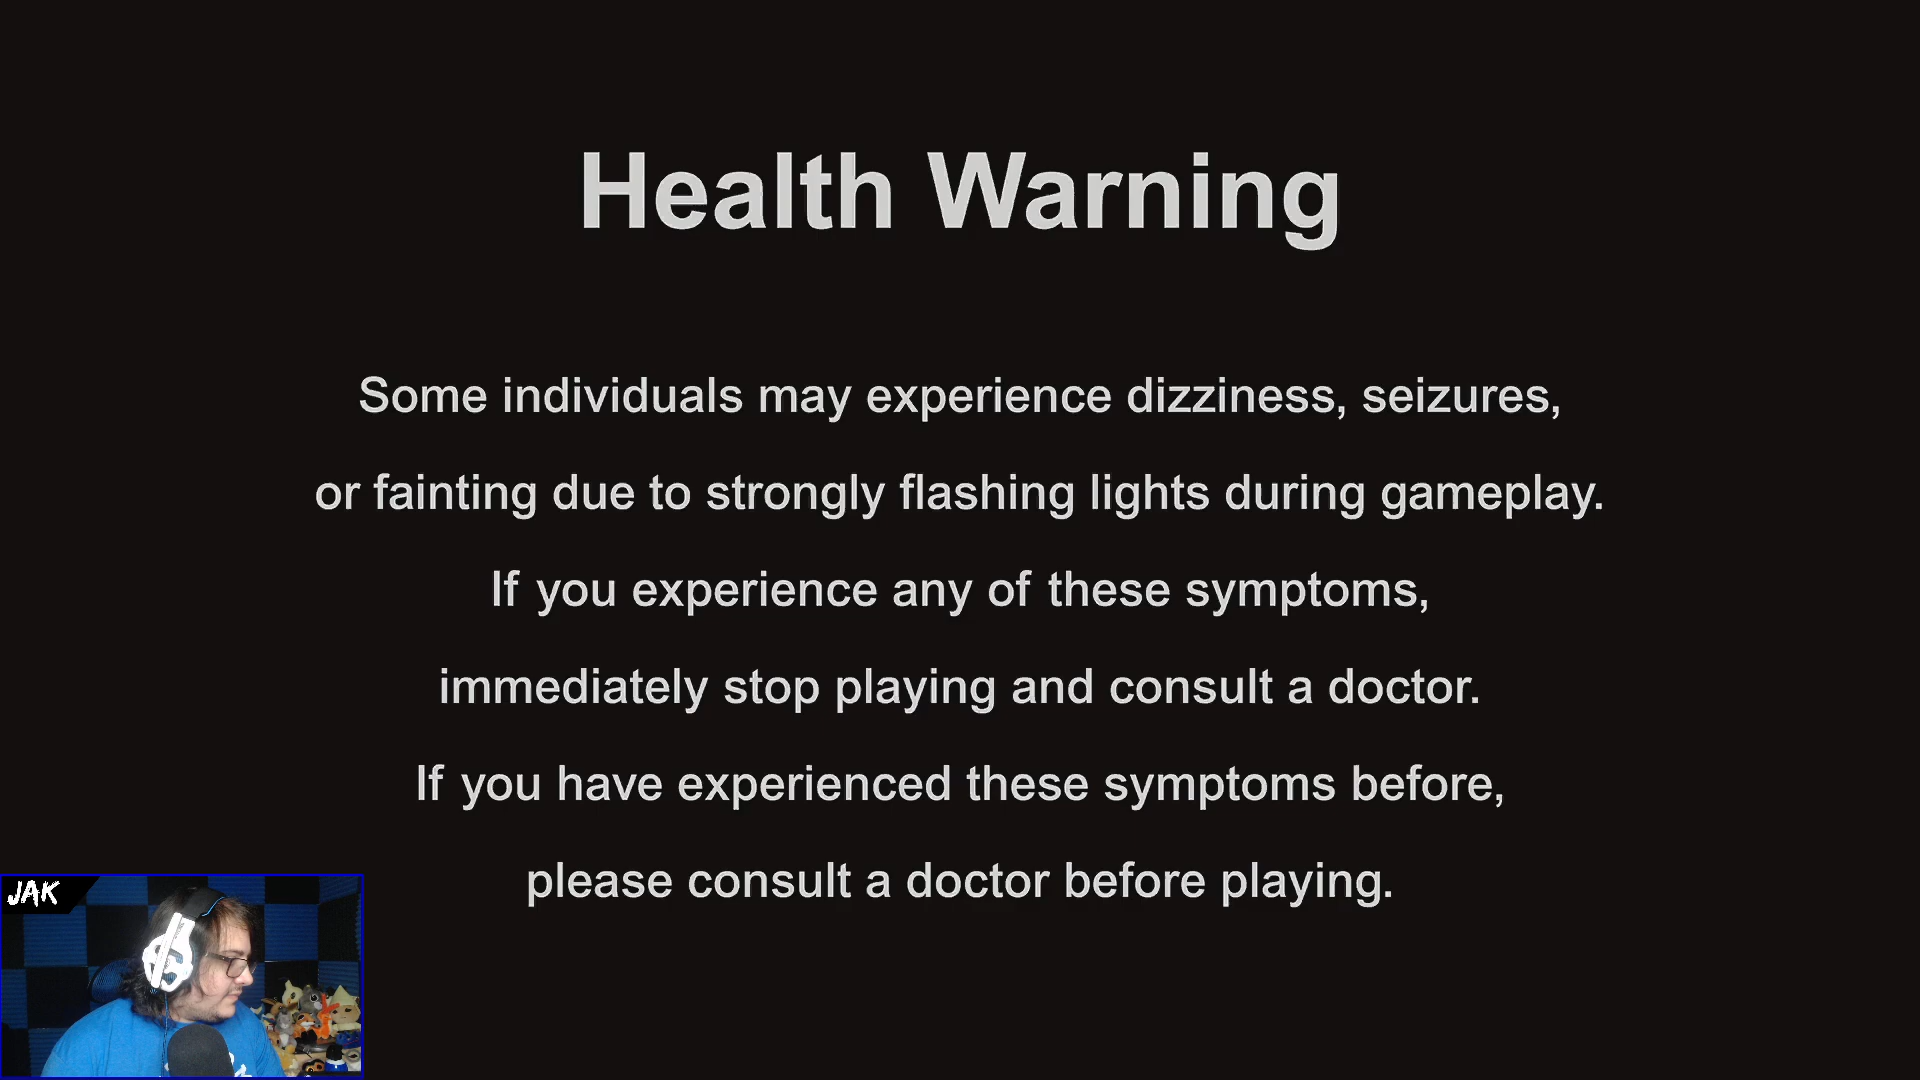 Health Warning
Some individuals may experience dizziness, seizures,
or fainting due to strongly flashing lights during gameplay.
If you experience any of these symptoms,
immediately stop playing and consult a doctor.
If you have experienced these symptoms before,
please consult a doctor before playing.
JAK